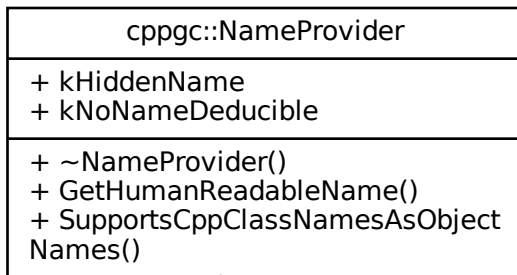 cppgc::NameProvider
+ kHiddenName
+ kNoNameDeducible
+ ~NameProvider()
+ GetHumanReadableName()
+ SupportsCppClassNamesAsObject
Names()